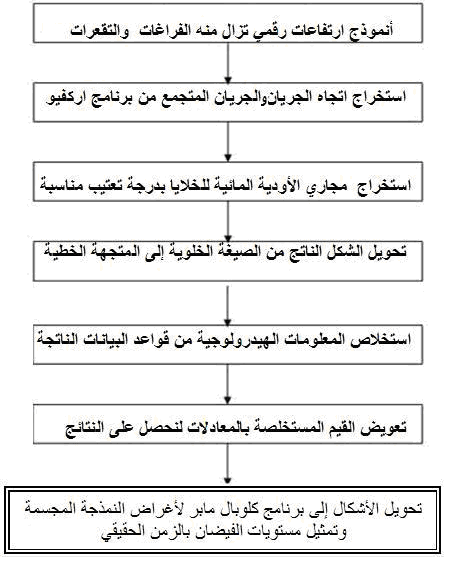 أنموذج ارتفاعات رقمي تزال منه الفراغات والتقعرات
استخراج اتجاه الجريان والجريان المتجمع من برنامج اركفيو
استخراج مجاري الأودية المائية للخلايا بدرجة تعتيب مناسبة
تحويل الشكل الناتج من الصيغة الخلوية إلى المتجهة الخطية
استخلاص المعلومات الهيدرولوجية من قواعد البيانات الناتجة
تعويض القيم المستخلصة بالمعادلات لنحصل على النتائج
تحويل الأشكال إلى برنامج كلوبال مابر لأغراض النمذجة المجسمة
وتمثيل مستويات الفيضان بالزمن الحقيقي